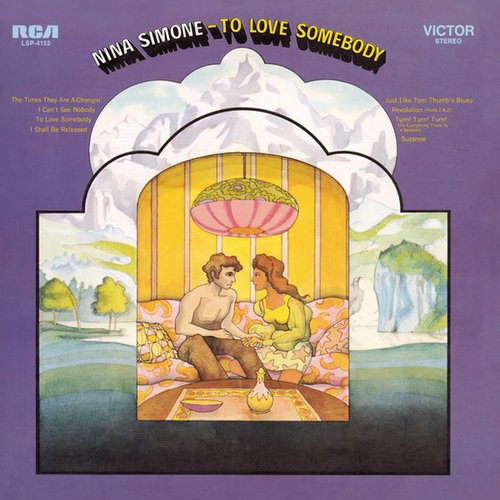 RCA
LSP-4152
NINA SIMONE – TO LOVE SOMEBODY
VICTOR
STEREO
The Times They Are A Changin'
I Can't See Nobody
To Love Somebody
I Shall Be Released
Just Like Tom Thumb's Blues
Revolution (Parts 1 & 2)
Turn! Turn! Turn!
(To Everything There Is
a Season)
Suzanne